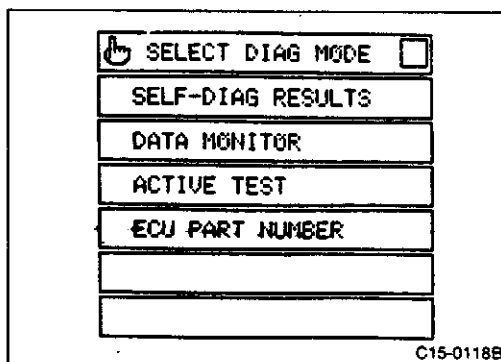 SELECT DIAG MODE
SELF-DIAG RESULTS
DATA MONITOR
ACTIVE TEST
ECU PART NUMBER
C15-0118B